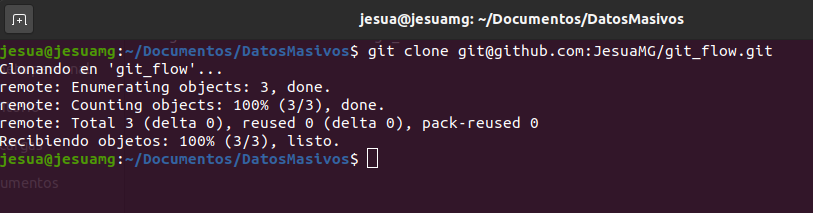 jesua@jesuamg: ~/Documentos/DatosMasivos
jesua@jesuamg:~/Documentos/DatosMasivos$ git clone git@github.com:JesuaMG/git_flow.git
Clonando en 'git_flow'...
remote: Enumerating objects: 3, done.
remote: Counting objects: 100% (3/3), done.
remote: Total 3 (delta 0), reused 0 (delta 0), pack-reused 0
Recibiendo objetos: 100% (3/3), listo.
jesua@jesuamg:~/Documentos/DatosMasivos$
umentos